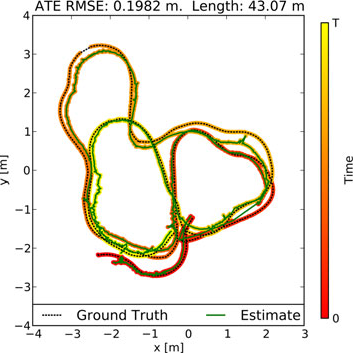 ATE RMSE: 0.1982 m. Length: 43.07 m
4
3
2
1
0
−1
−2
−3
−4
y [m]
−4 −3 −2 −1 0 1 2 3
x [m]
Ground Truth Estimate
T
Time
0